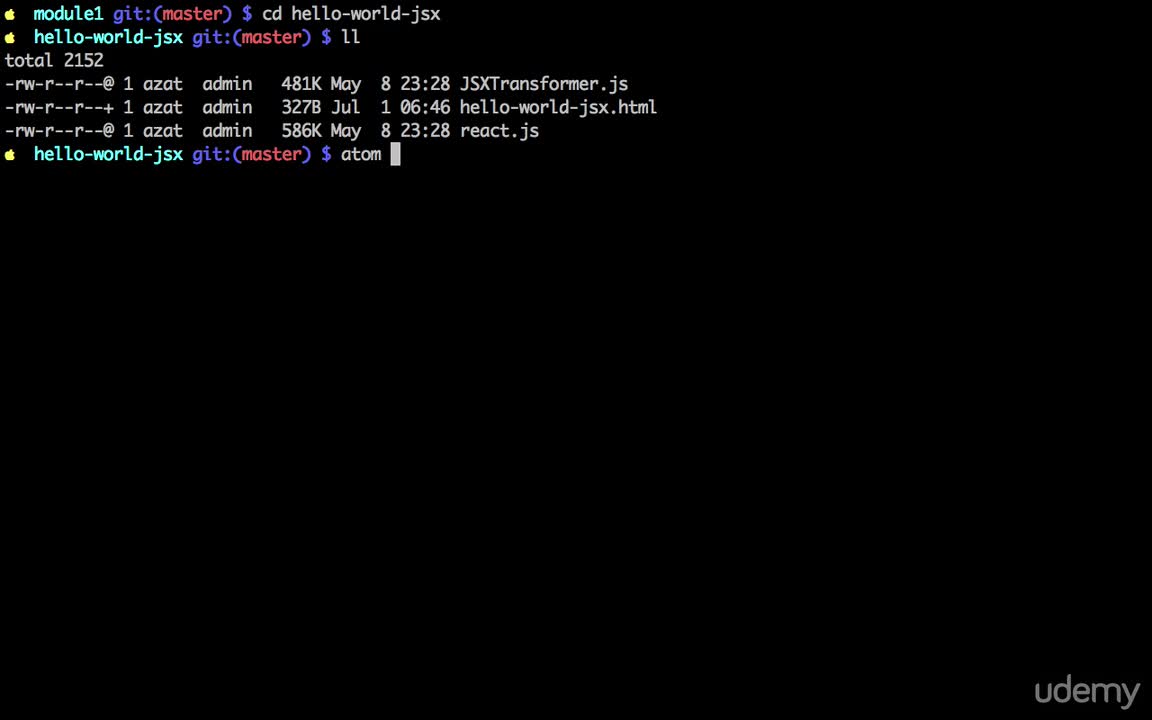 module1 git:(master) $ cd hello-world-jsx
hello-world-jsx git:(master) $ ll
total 2152
-rw-r--r--@ 1 azat  admin   481K May  8 23:28 JSXTransformer.js
-rw-r--r--+ 1 azat  admin   327B Jul  1 06:46 hello-world-jsx.html
-rw-r--r--@ 1 azat  admin   586K May  8 23:28 react.js
hello-world-jsx git:(master) $ atom
udemy